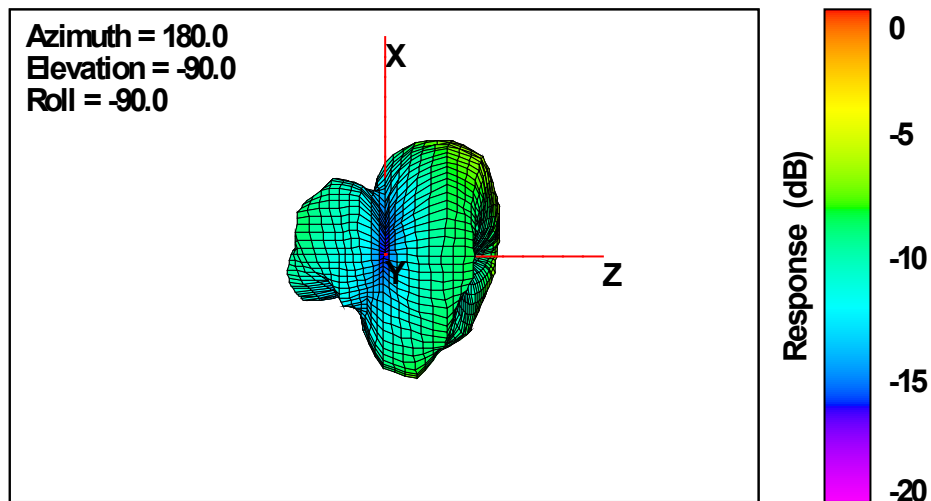 Azimuth = 180.0
Elevation = -90.0
Roll = -90.0
X
Y
Z
Response (dB)
0
-5
-10
-15
-20